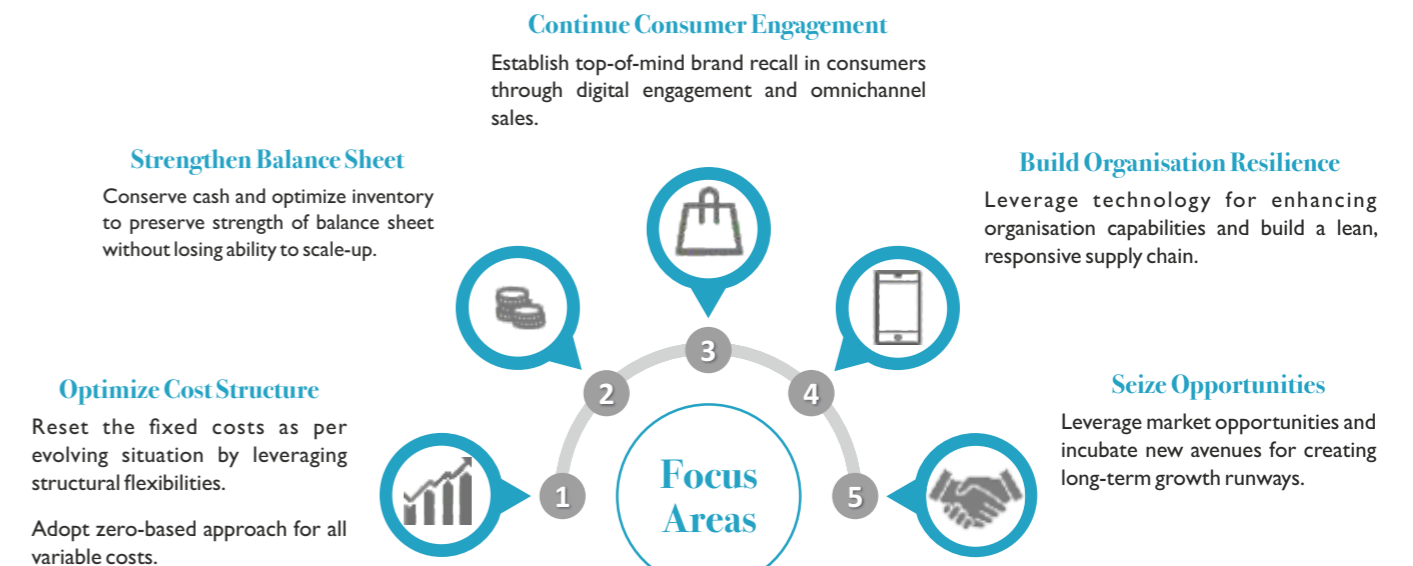 Continue Consumer Engagement
Establish top-of-mind brand recall in consumers
through digital engagement and omnichannel
sales.
Strengthen Balance Sheet
Conserve cash and optimize inventory
to preserve strength of balance sheet
without losing ability to scale-up.
Build Organisation Resilience
Leverage technology for enhancing
organisation capabilities and build a lean,
responsive supply chain.
Optimize Cost Structure
Reset the fixed costs as per
evolving situation by leveraging
structural flexibilities.
Adopt zero-based approach for all
variable costs.
Seize Opportunities
Leverage market opportunities and
incubate new avenues for creating
long-term growth runways.
1
2
3
4
5
Focus
Areas